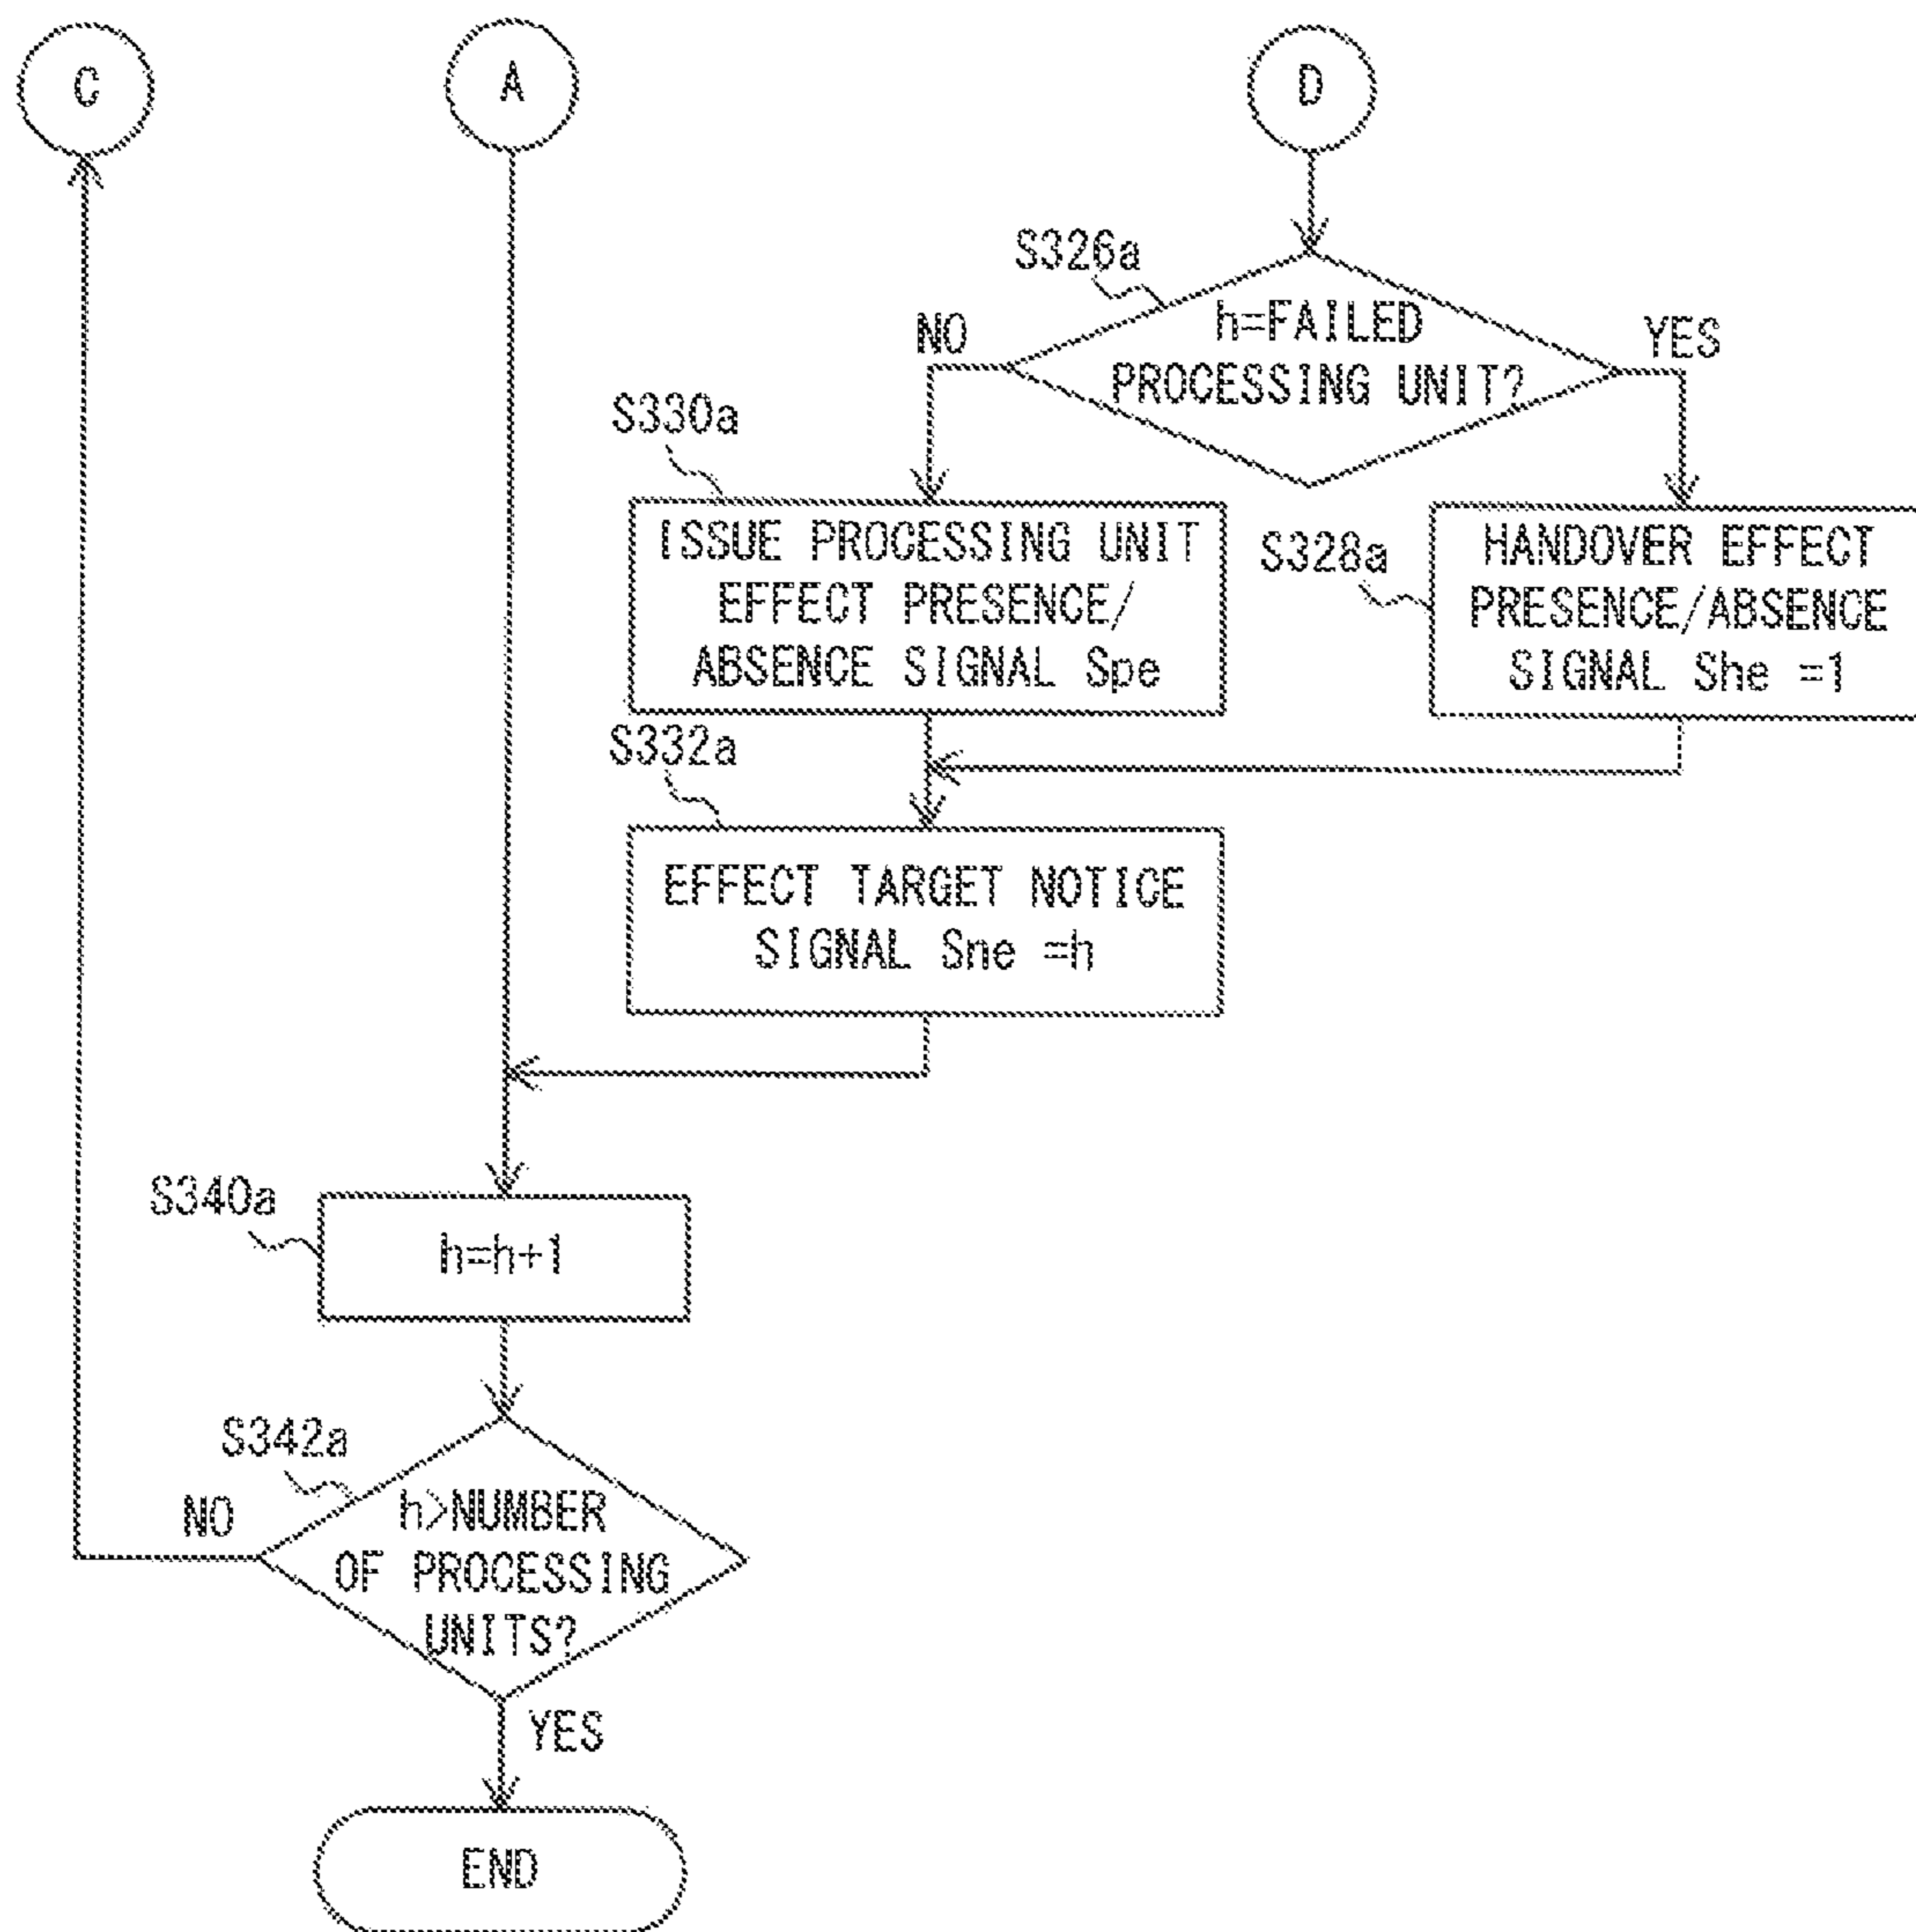 C
A
D
S326a
h=FAILED
PROCESSING UNIT?
NO
YES
S330a
ISSUE PROCESSING UNIT
EFFECT PRESENCE/
ABSENCE SIGNAL Spe
S328a
HANDOVER EFFECT
PRESENCE/ABSENCE
SIGNAL She =1
S332a
EFFECT TARGET NOTICE
SIGNAL Sne =h
S340a
h=h+1
S342a
NO
h>NUMBER
OF PROCESSING
UNITS?
YES
END